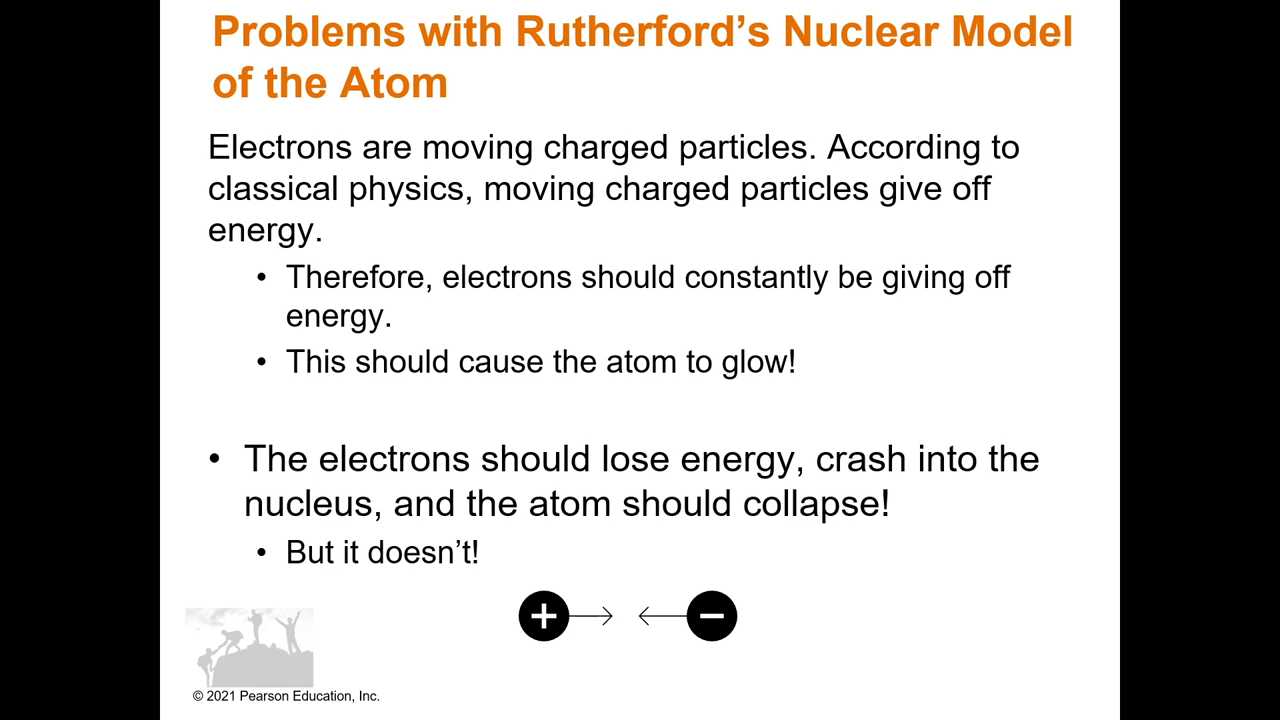 Problems with Rutherford’s Nuclear Model
of the Atom
Electrons are moving charged particles. According to
classical physics, moving charged particles give off
energy.
• Therefore, electrons should constantly be giving off
energy.
• This should cause the atom to glow!
• The electrons should lose energy, crash into the
nucleus, and the atom should collapse!
• But it doesn’t!
+ −
© 2021 Pearson Education, Inc.